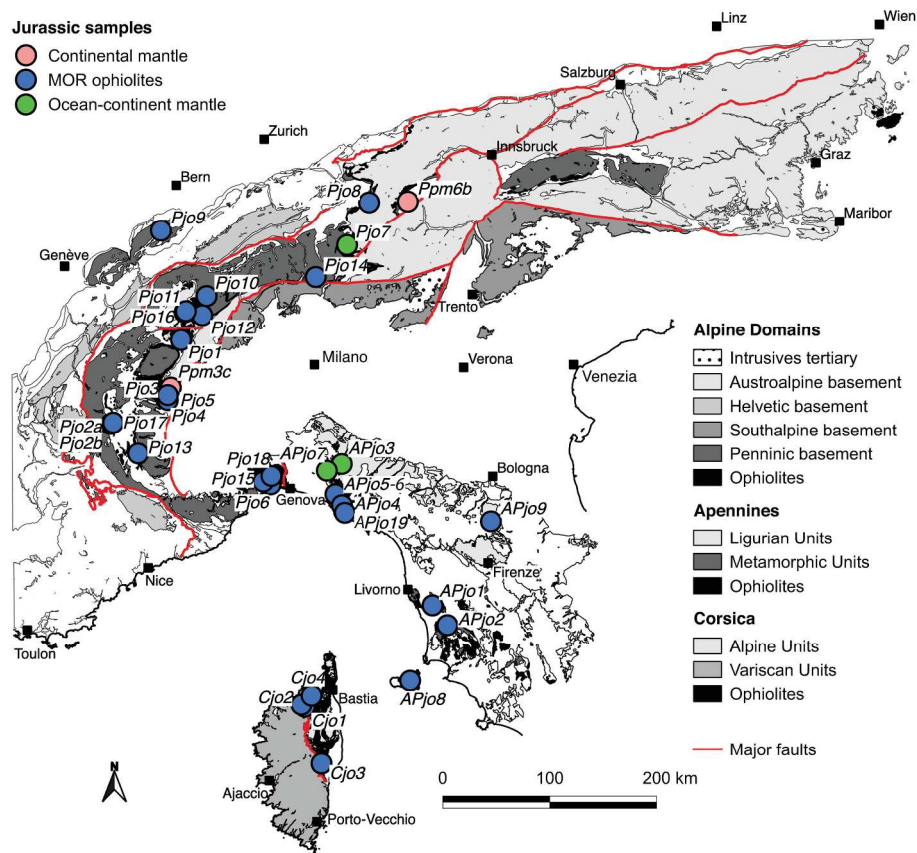 Jurassic samples
Continental mantle
MOR ophiolites
Ocean-continent mantle
Linz
Wien
Salzburg
Zurich
Innsbruck
Graz
Bern
Pjo8
Ppm6b
Maribor
Pjo9
Pjo7
Genève
Pjo14
Pjo10
Pjo11
Trento
Pjo16
Pjo12
Pjo1
Milano
Verona
Venezia
Ppm3c
Pjo3
Pjo5
Pjo4
Pjo2a
Pjo17
Pjo2b
Pjo13
Pjo18
APjo7
APjo3
Bologna
Pjo15
APjo5-6
Pjo6
Genova
APjo4
APjo9
APjo19
Firenze
Nice
Livorno
APjo1
APjo2
Toulon
Cjo4
Cjo2
Bastia
APjo8
Cjo1
Cjo3
Ajaccio
Porto-Vecchio
N
0 100 200 km
Alpine Domains
Intrusives tertiary
Austroalpine basement
Helvetic basement
Southalpine basement
Penninic basement
Ophiolites
Apennines
Ligurian Units
Metamorphic Units
Ophiolites
Corsica
Alpine Units
Variscan Units
Ophiolites
Major faults